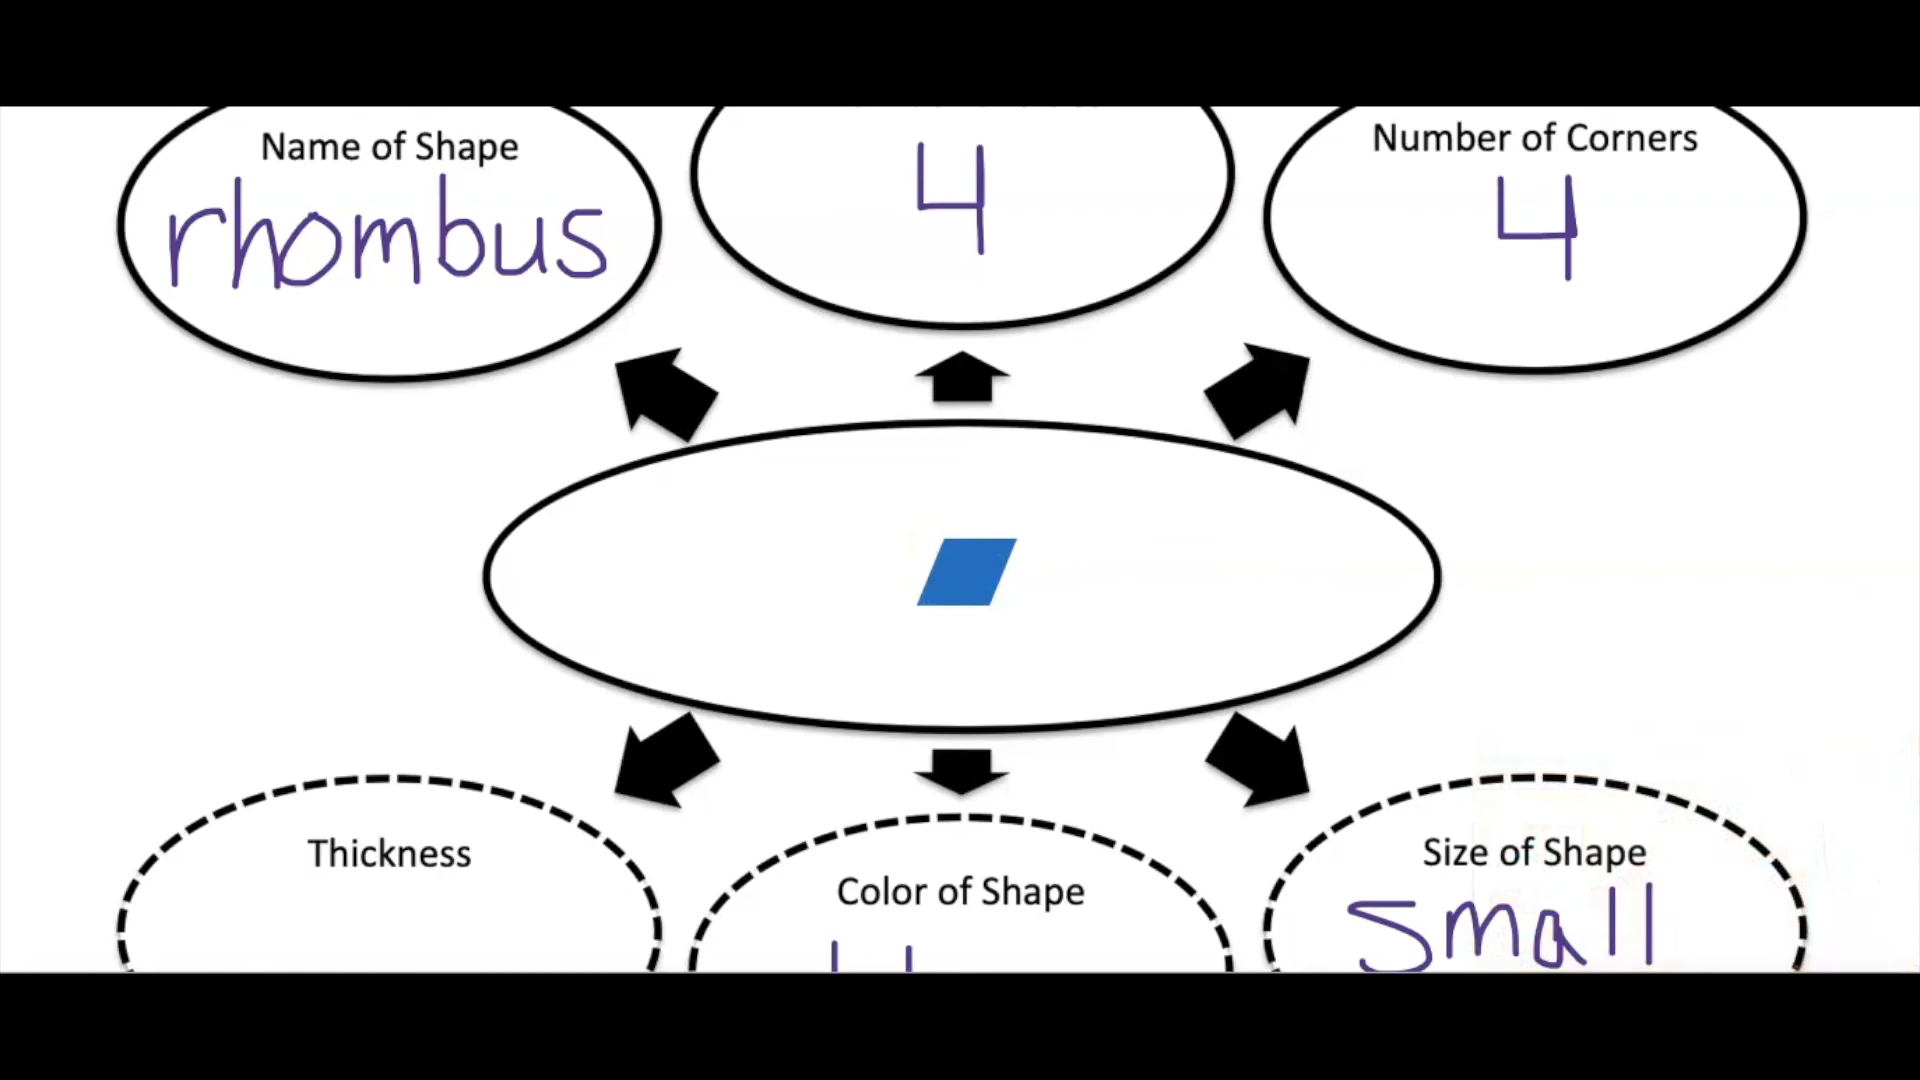 Name of Shape
rhombus
4
Number of Corners
4
Thickness
Color of Shape
Size of Shape
small